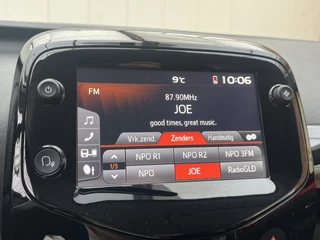 9°C 10:06
FM
87.90MHz
JOE
good times, great music.
Vrk.zend. Zenders Handmatig
NPO R1 NPO R2 NPO 3FM
1/5
NPO JOE RadioGLD